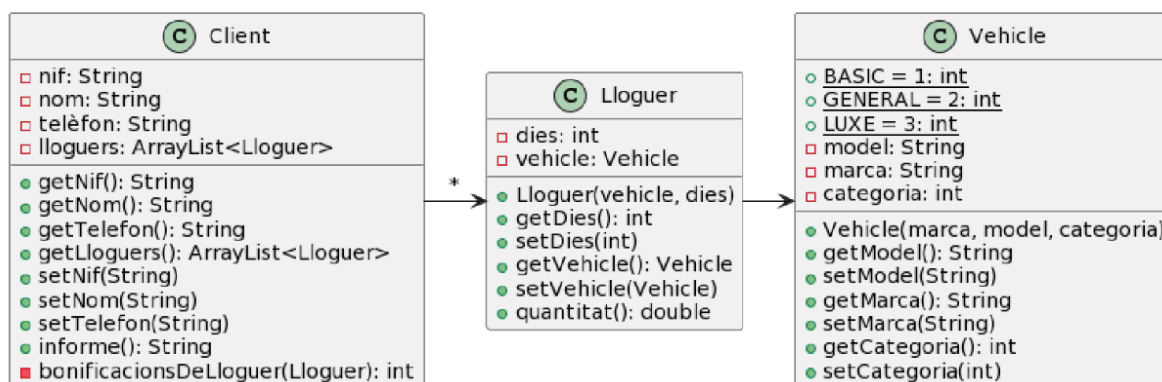 C Client
nif: String
nom: String
telèfon: String
lloguers: ArrayList<Lloguer>
getNif(): String
getNom(): String
getTelefon(): String
getLloguers(): ArrayList<Lloguer>
setNif(String)
setNom(String)
setTelefon(String)
informe(): String
bonificacionsDeLloguer(Lloguer): int
*
C Lloguer
dies: int
vehicle: Vehicle
Lloguer(vehicle, dies)
getDies(): int
setDies(int)
getVehicle(): Vehicle
setVehicle(Vehicle)
quantitat(): double
C Vehicle
BASIC = 1: int
GENERAL = 2: int
LUXE = 3: int
model: String
marca: String
categoria: int
Vehicle(marca, model, categoria)
getModel(): String
setModel(String)
getMarca(): String
setMarca(String)
getCategoria(): int
setCategoria(int)